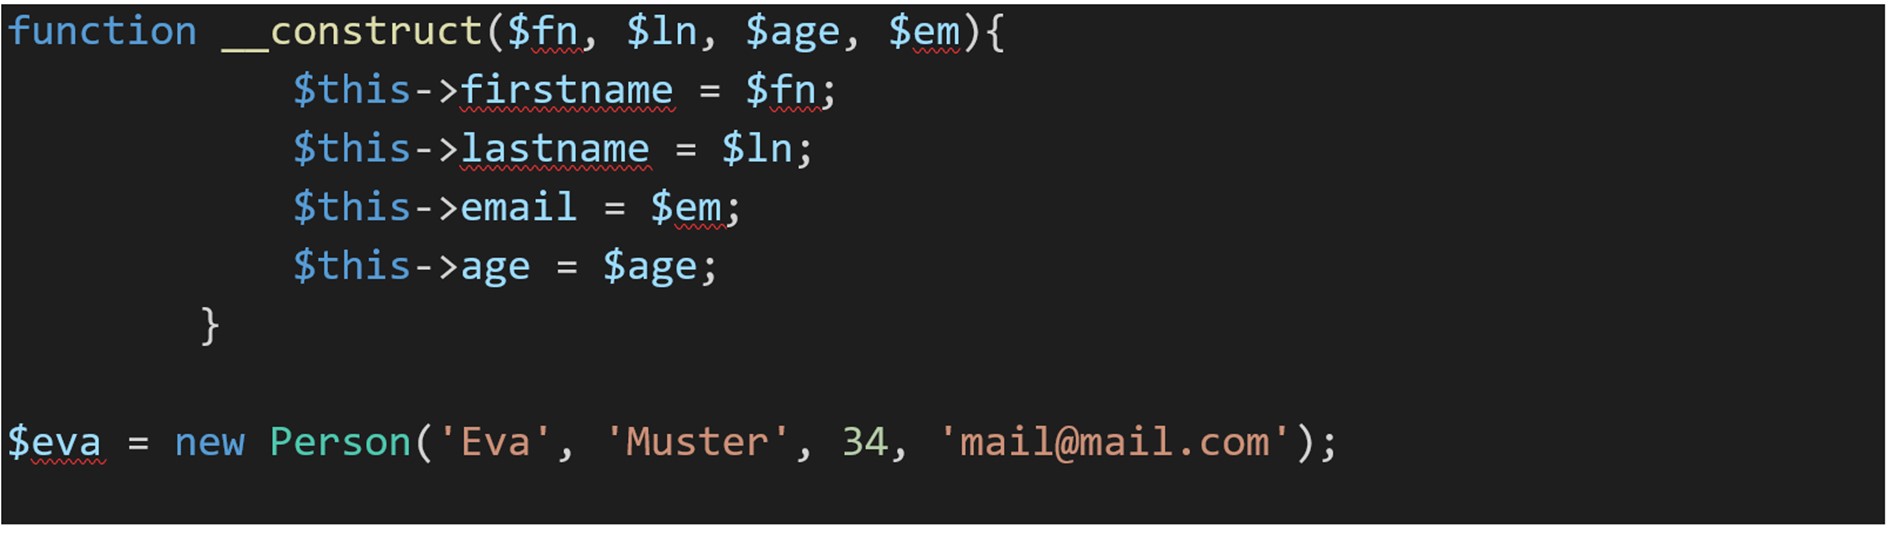 function __construct($fn, $ln, $age, $em){
            $this->firstname = $fn;
            $this->lastname = $ln;
            $this->email = $em;
            $this->age = $age;
        }
$eva = new Person('Eva', 'Muster', 34, 'mail@mail.com');